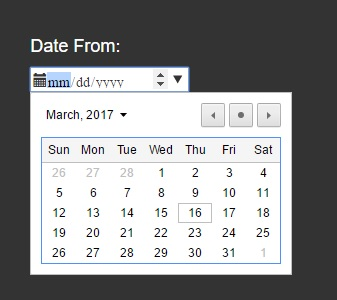 Date From:
mm/dd/yyyy
March, 2017
Sun Mon Tue Wed Thu Fri Sat
26 27 28 1 2 3 4
5 6 7 8 9 10 11
12 13 14 15 16 17 18
19 20 21 22 23 24 25
26 27 28 29 30 31 1